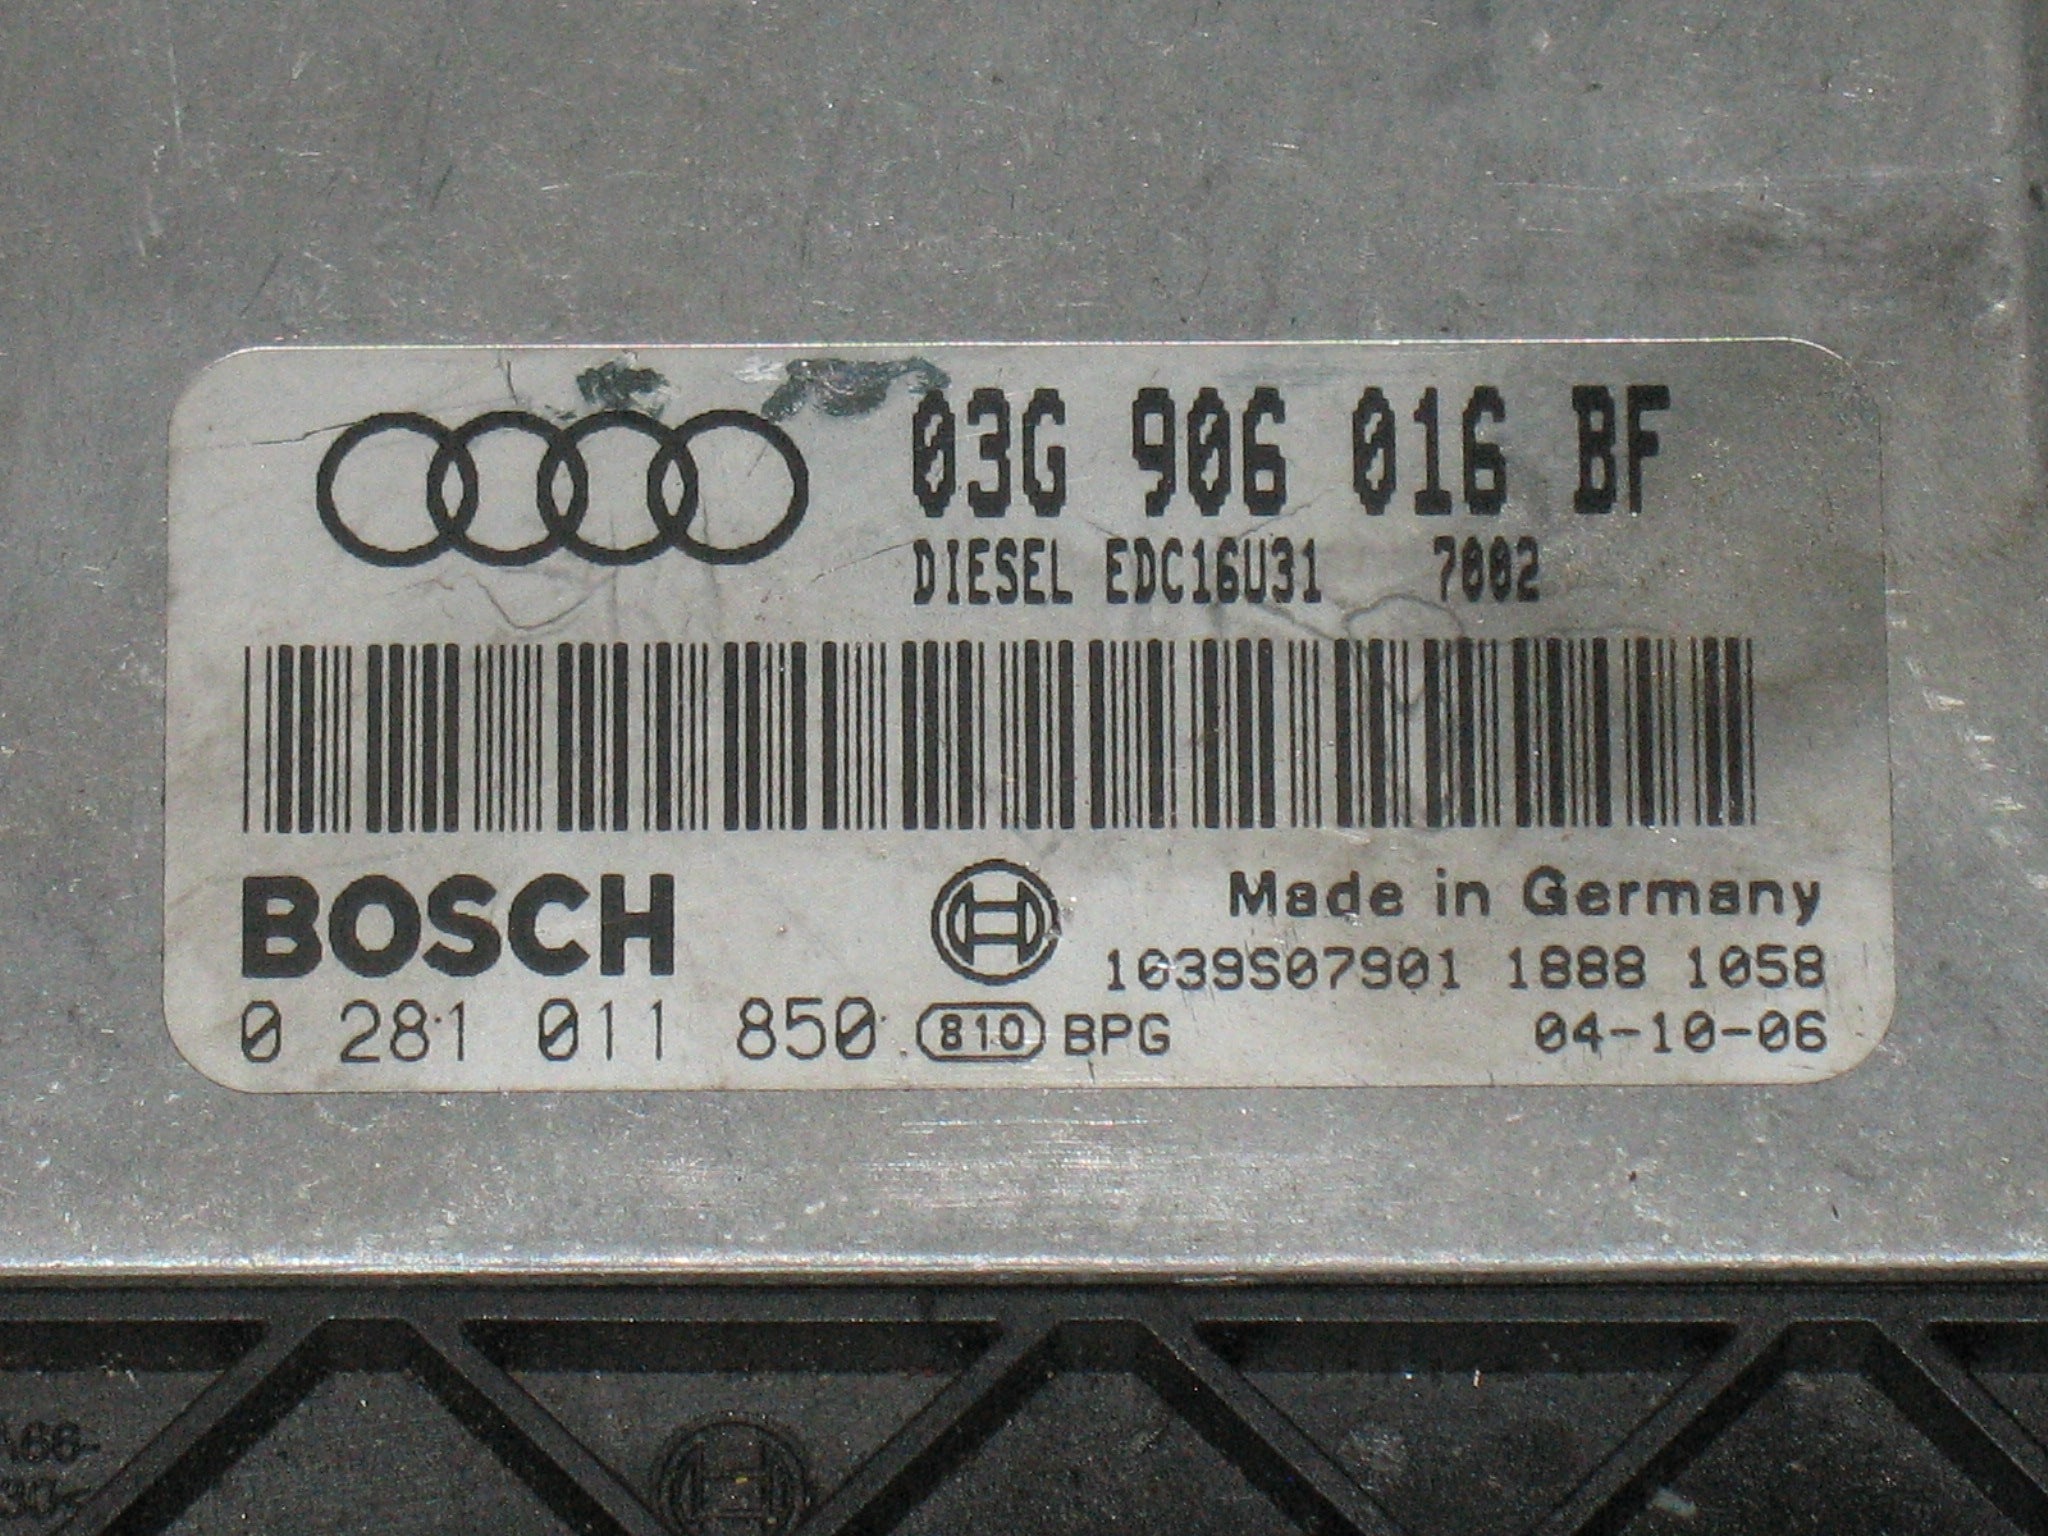 03G 906 016 BF
DIESEL EDC16U31 7002
BOSCH
Made in Germany
1039S07901 1888 1058
0 281 011 850 810 BPG 04-10-06